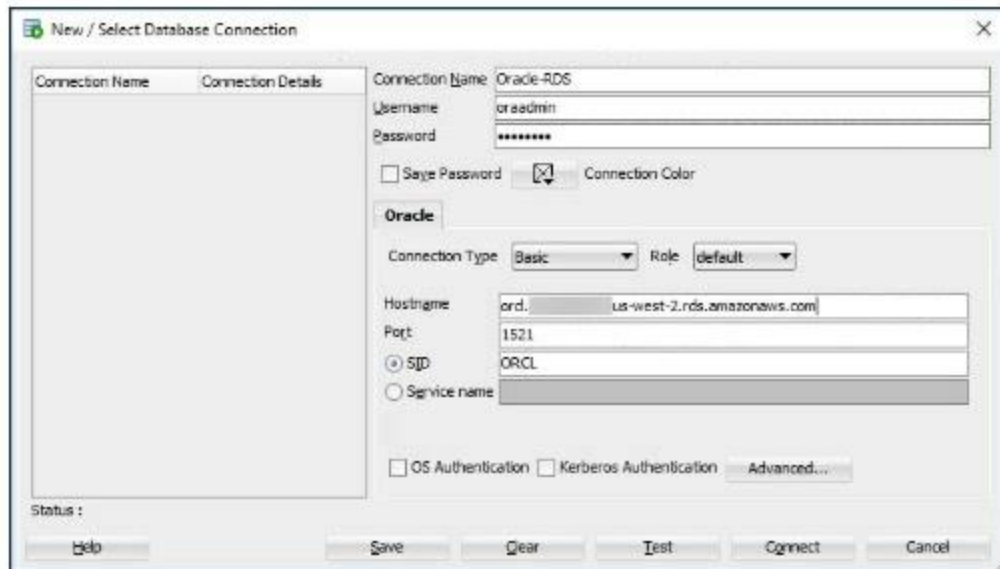 New / Select Database Connection
Connection Name Connection Details
Connection Name Oracle-RDS
Username oraadmin
Password ••••••••
Save Password Connection Color
Oracle
Connection Type Basic Role default
Hostname orcl. us-west-2.rds.amazonaws.com
Port 1521
SID ORCL
Service name
OS Authentication Kerberos Authentication Advanced...
Status :
Help Save Clear Test Connect Cancel